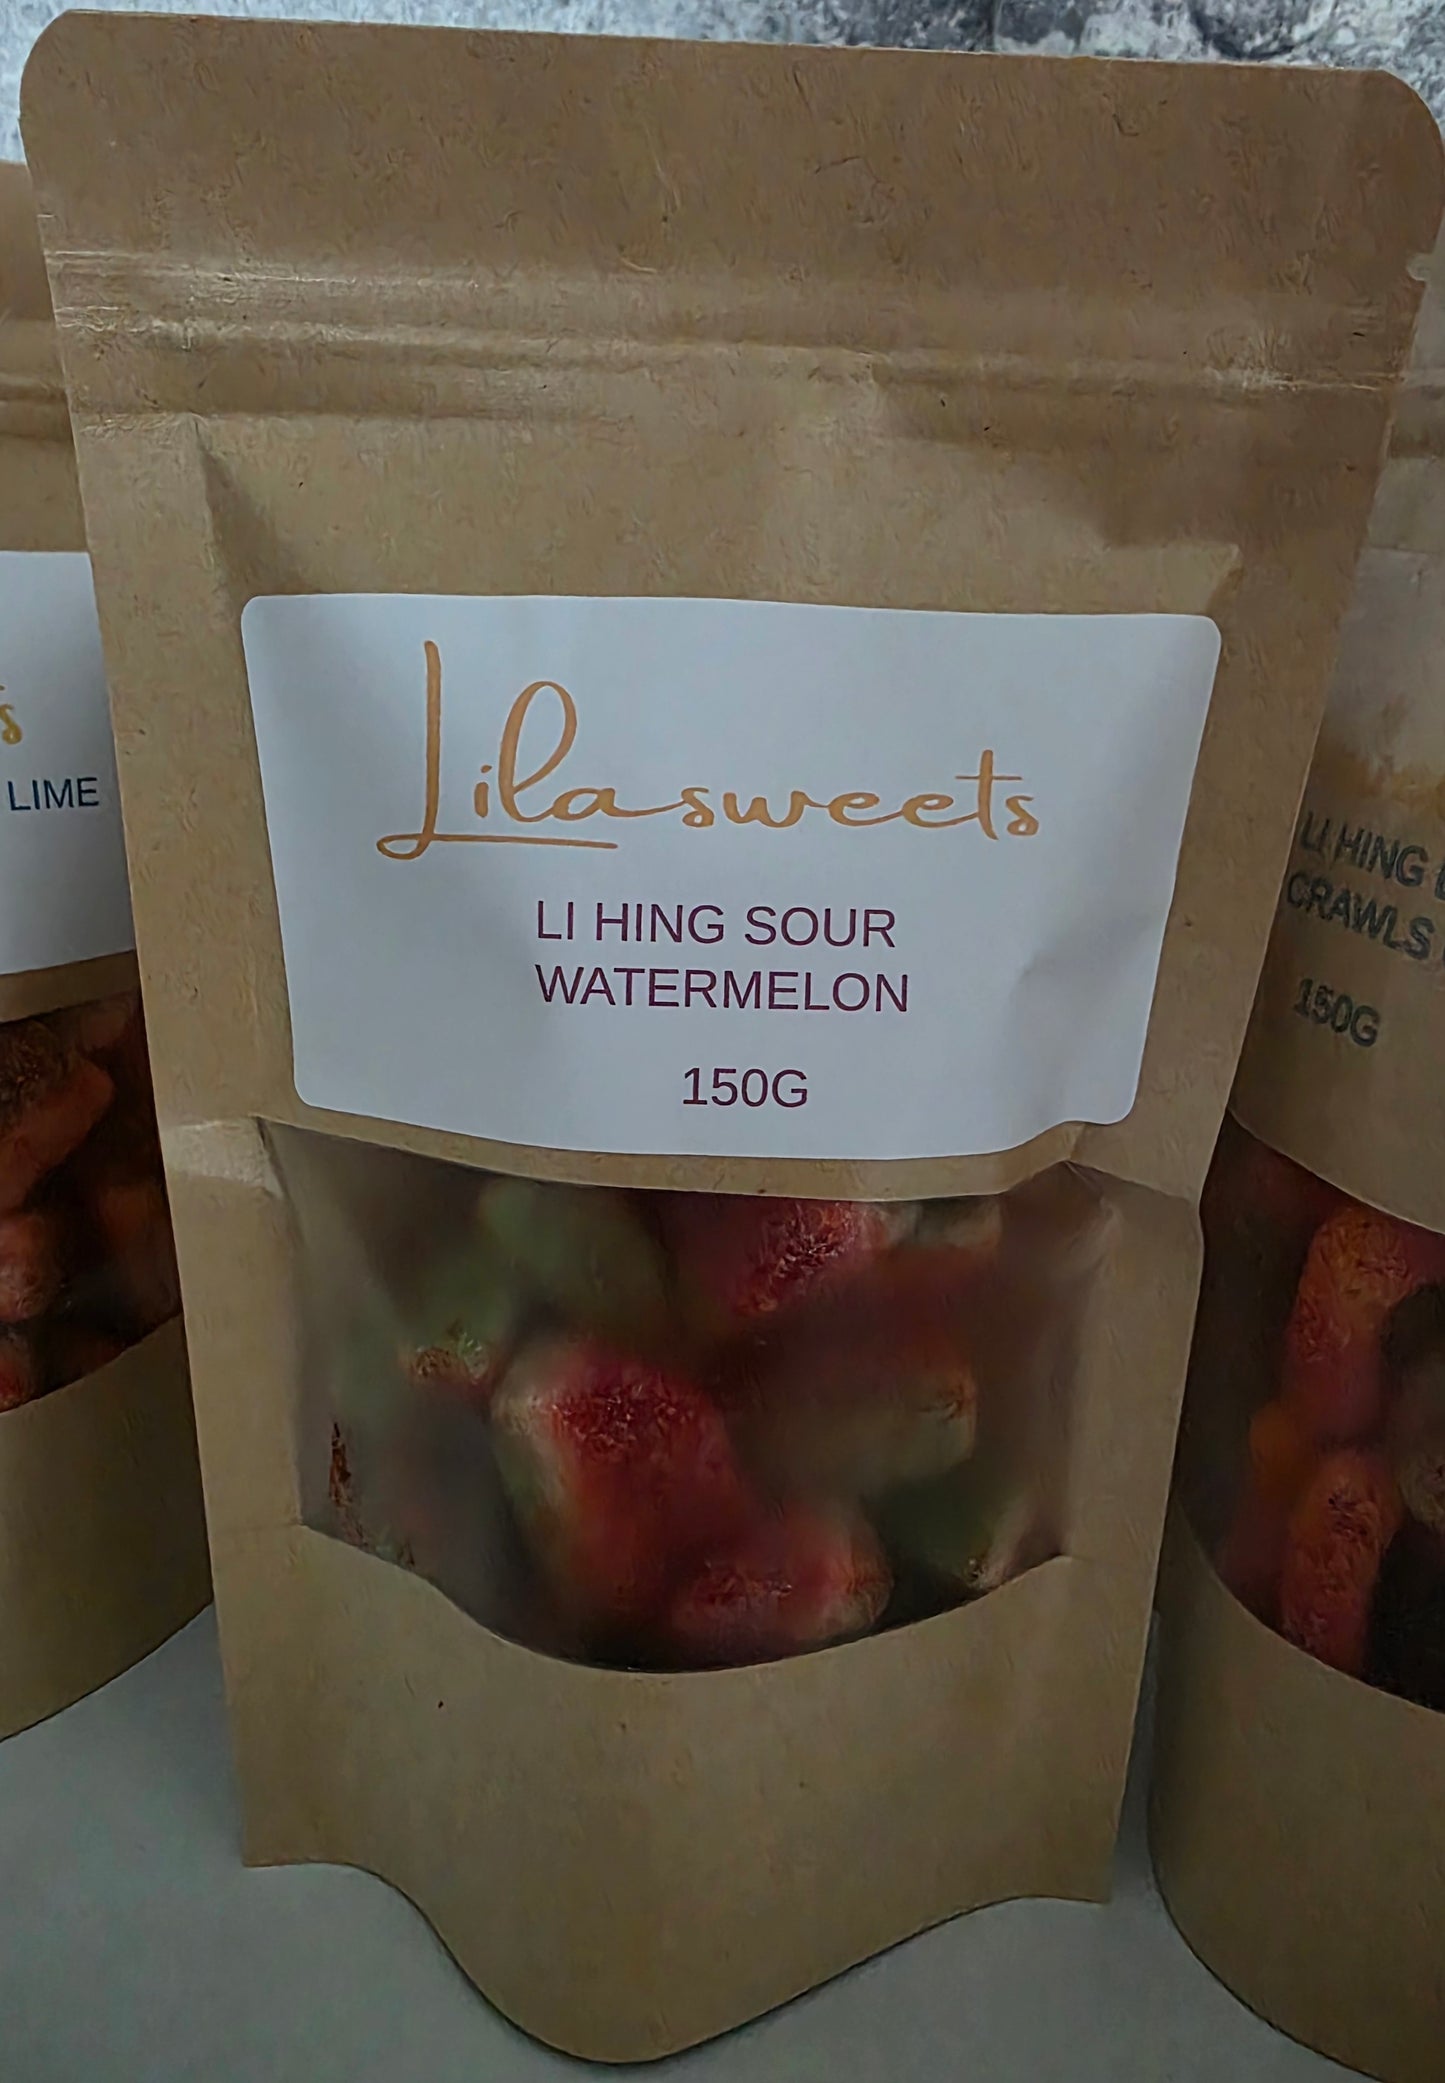 Lilasweets
LI HING SOUR
WATERMELON
150G
LIME
LI HING
CRAWLS
150G